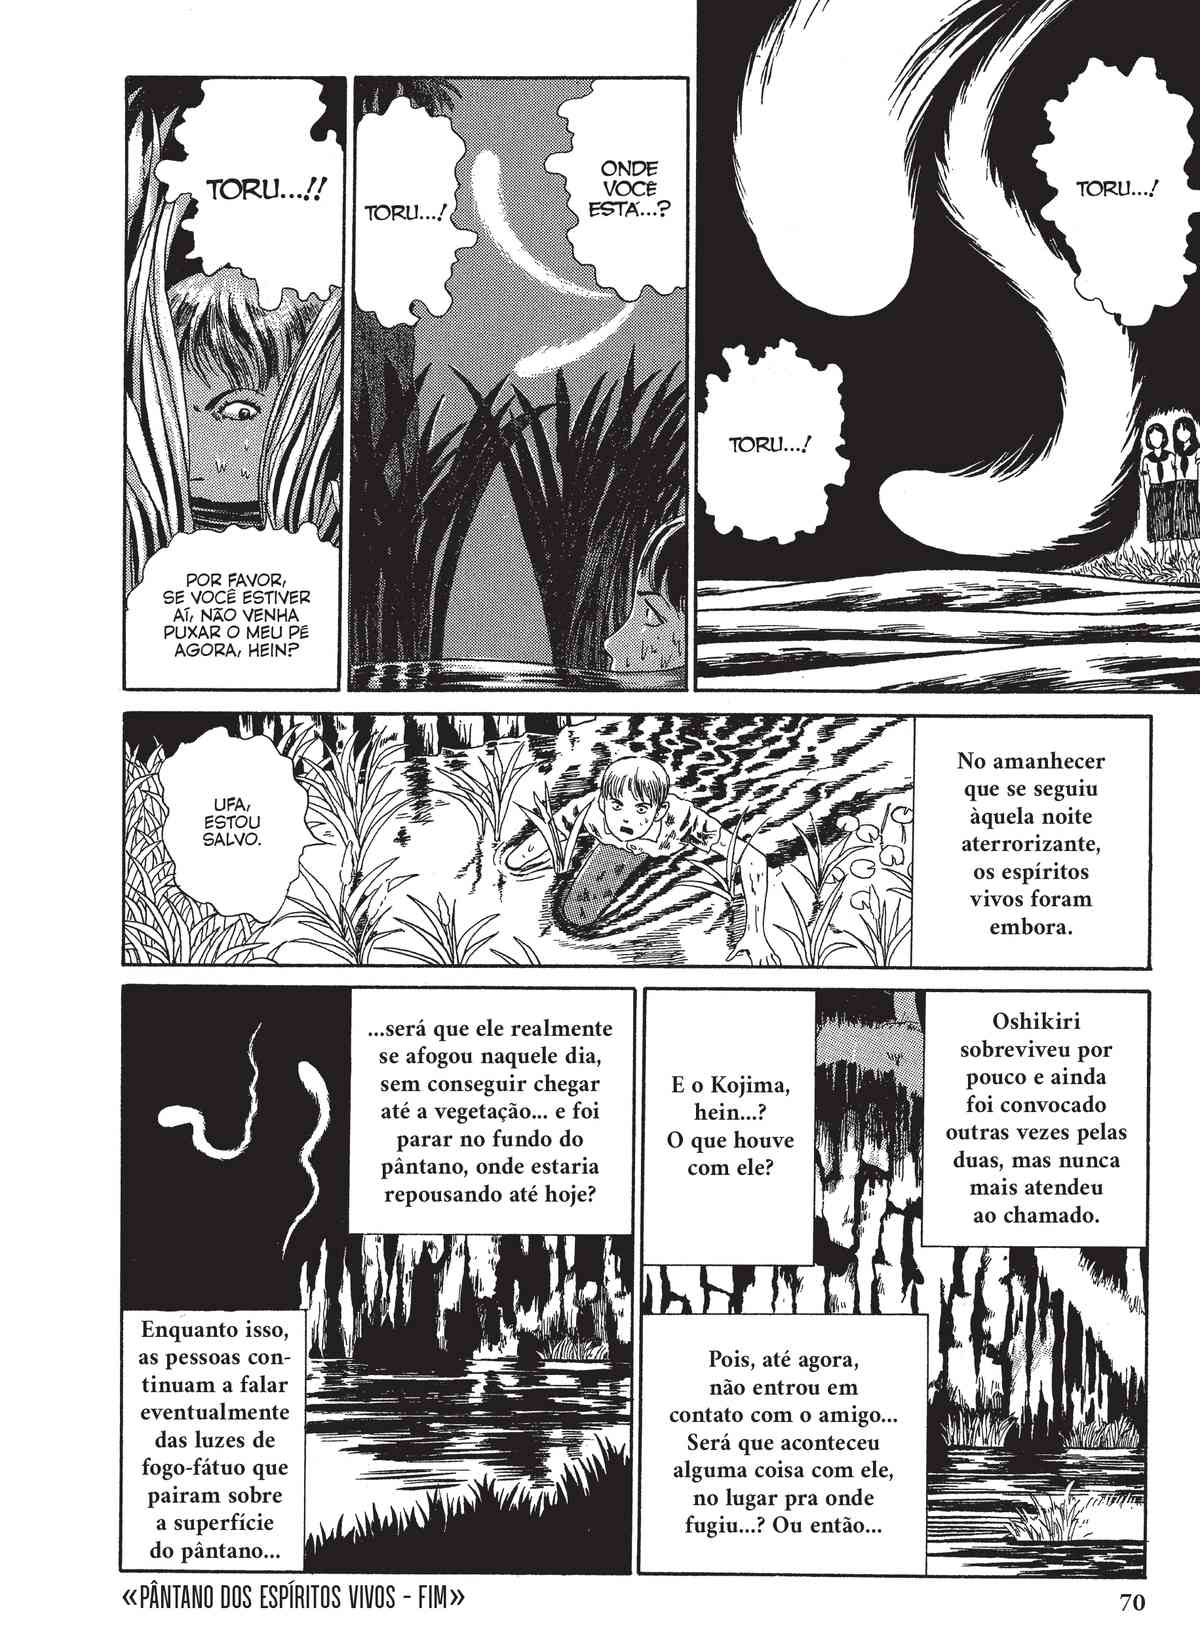 TORU...!
TORU...!
ONDE
VOCÊ
ESTÁ...?
TORU...!
TORU...!!
POR FAVOR,
SE VOCÊ ESTIVER
AÍ, NÃO VENHA
PUXAR O MEU PÉ
AGORA, HEIN?
No amanhecer
que se seguiu
àquela noite
aterrorizante,
os espíritos
vivos foram
embora.
UFA,
ESTOU
SALVO.
Oshikiri
sobreviveu por
pouco e ainda
foi convocado
outras vezes pelas
duas, mas nunca
mais atendeu
ao chamado.
E o Kojima,
hein...?
O que houve
com ele?
Pois, até agora,
não entrou em
contato com o amigo...
Será que aconteceu
alguma coisa com ele,
no lugar pra onde
fugiu...? Ou então...
...será que ele realmente
se afogou naquele dia,
sem conseguir chegar
até a vegetação... e foi
parar no fundo do
pântano, onde estaria
repousando até hoje?
Enquanto isso,
as pessoas con-
tinuam a falar
eventualmente
das luzes de
fogo-fátuo que
pairam sobre
a superfície
do pântano...
«PÂNTANO DOS ESPÍRITOS VIVOS - FIM»
70